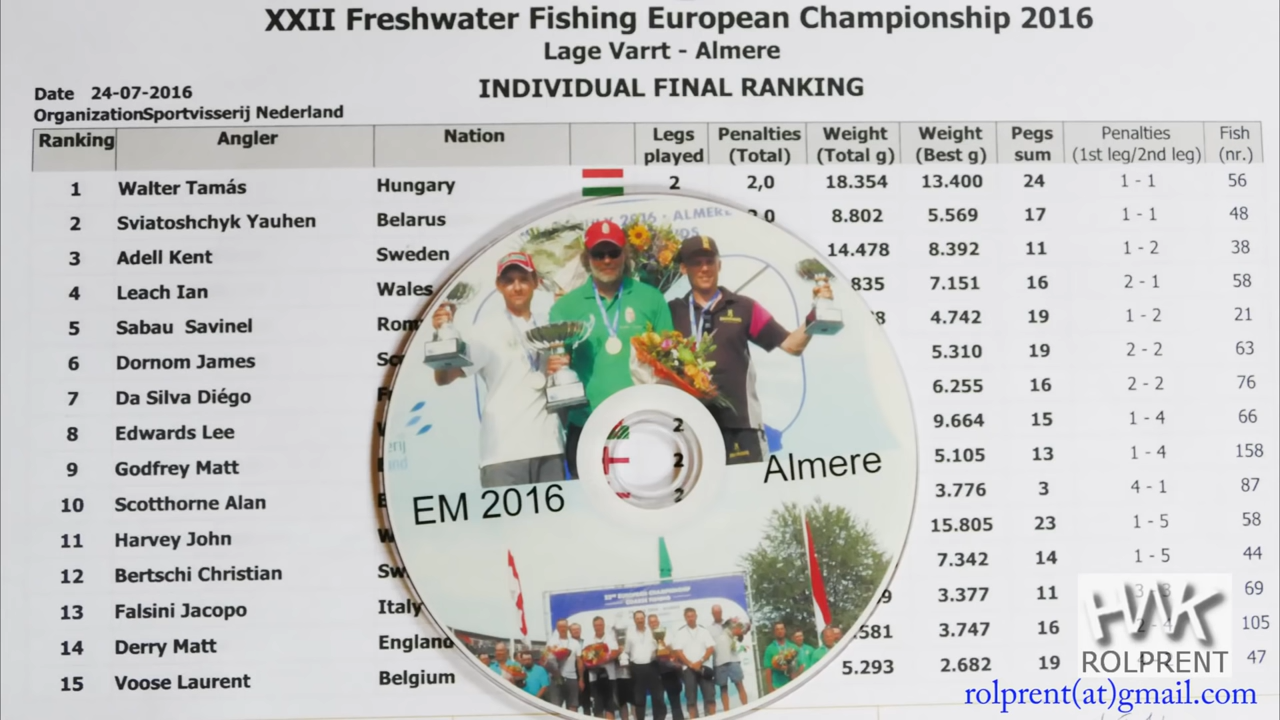 XXII Freshwater Fishing European Championship 2016
Lage Varrt - Almere
INDIVIDUAL FINAL RANKING
Date 24-07-2016
OrganizationSportvisserij Nederland
Ranking Angler Nation Legs played Penalties (Total) Weight (Total g) Weight (Best g) Pegs sum Penalties (1st leg/2nd leg) Fish (nr.)
1 Walter Tamás Hungary 2 2,0 18.354 13.400 24 1 - 1 56
2 Sviatoshchyk Yauhen Belarus 8.802 5.569 17 1 - 1 48
3 Adell Kent Sweden 14.478 8.392 11 1 - 2 38
4 Leach Ian Wales 835 7.151 16 2 - 1 58
5 Sabau Savinel 4.742 19 1 - 2 21
6 Dornom James 5.310 19 2 - 2 63
7 Da Silva Diégo 6.255 16 2 - 2 76
8 Edwards Lee 2 9.664 15 1 - 4 66
9 Godfrey Matt 2 5.105 13 1 - 4 158
10 Scotthorne Alan 2 3.776 3 4 - 1 87
11 Harvey John 15.805 23 1 - 5 58
12 Bertschi Christian 7.342 14 1 - 5 44
13 Falsini Jacopo Italy 3.377 11 69
14 Derry Matt England .581 3.747 16 105
15 Voose Laurent Belgium 5.293 2.682 19 47
2016 - ALMERE
EM 2016
Almere
HAK
ROLPRENT
rolprent(at)gmail.com